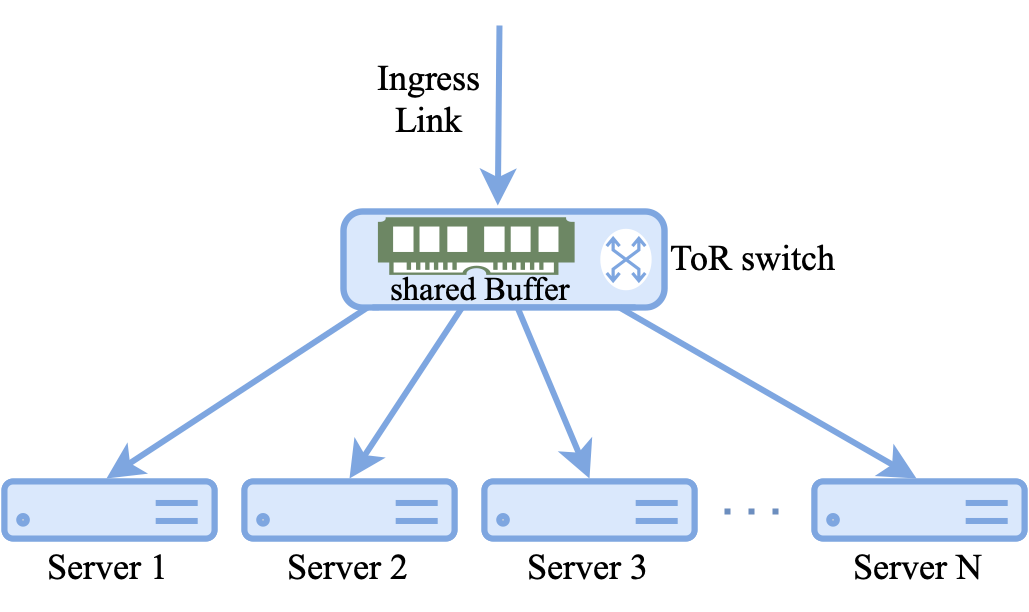 Ingress
Link
ToR switch
shared Buffer
Server 1
Server 2
Server 3
. . .
Server N